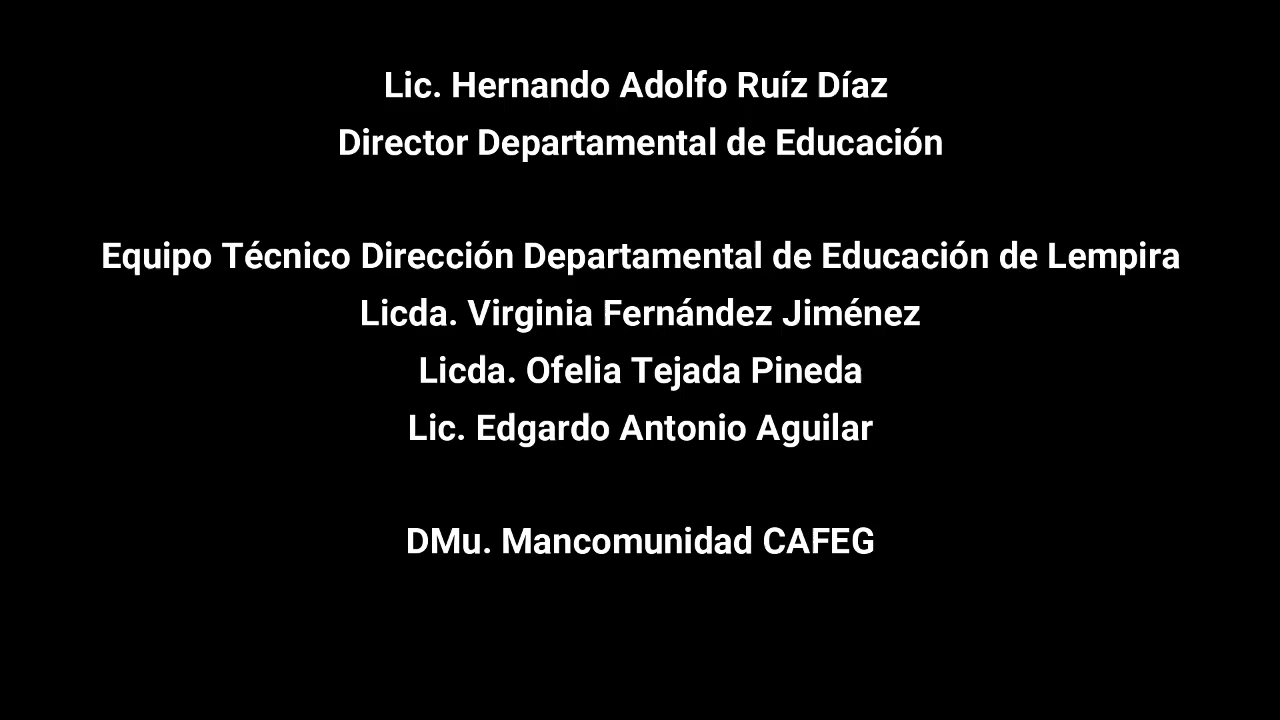 Lic. Hernando Adolfo Ruíz Díaz
Director Departamental de Educación
Equipo Técnico Dirección Departamental de Educación de Lempira
Licda. Virginia Fernández Jiménez
Licda. Ofelia Tejada Pineda
Lic. Edgardo Antonio Aguilar
DMu. Mancomunidad CAFEG